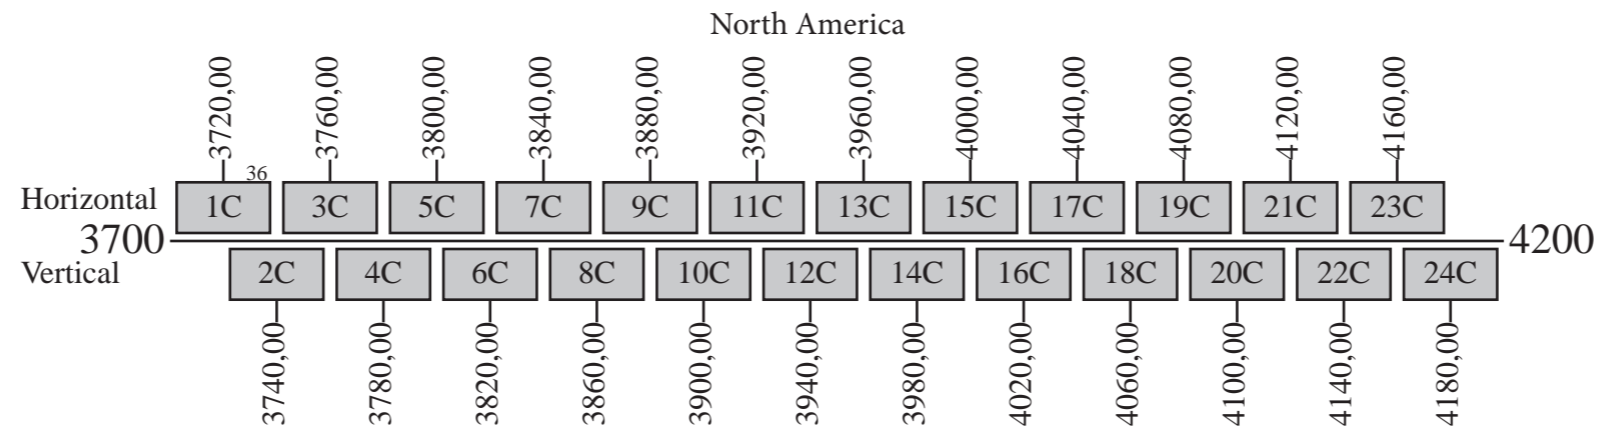 North America
3720,00 3760,00 3800,00 3840,00 3880,00 3920,00 3960,00 4000,00 4040,00 4080,00 4120,00 4160,00
36
Horizontal 1C 3C 5C 7C 9C 11C 13C 15C 17C 19C 21C 23C
3700 4200
Vertical 2C 4C 6C 8C 10C 12C 14C 16C 18C 20C 22C 24C
3740,00 3780,00 3820,00 3860,00 3900,00 3940,00 3980,00 4020,00 4060,00 4100,00 4140,00 4180,00